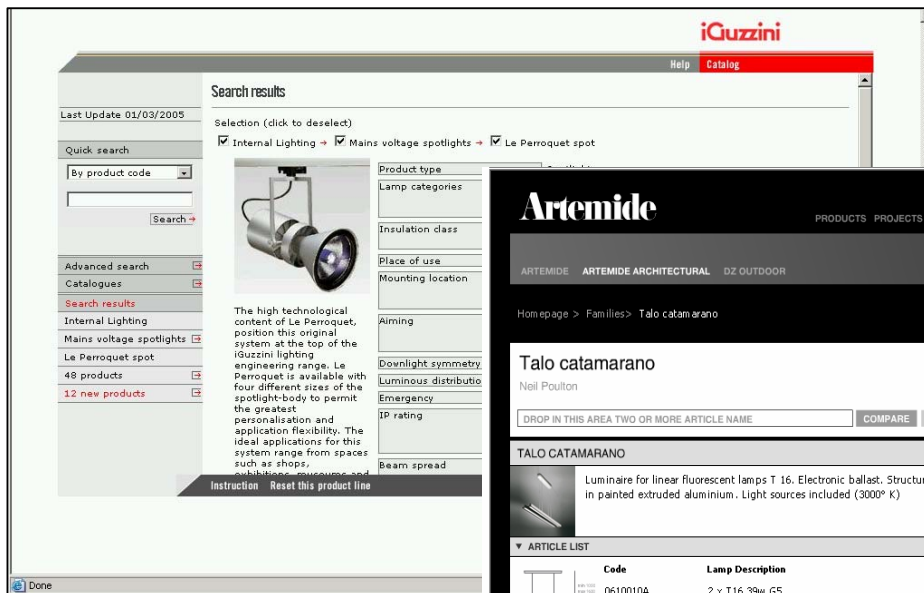 iGuzzini
Help Catalog
Search results
Last Update 01/03/2005
Selection (click to deselect)
Internal Lighting → Mains voltage spotlights → Le Perroquet spot
Quick search
By product code
Search →
Advanced search
Catalogues
Search results
Internal Lighting
Mains voltage spotlights
Le Perroquet spot
48 products
12 new products
The high technological
content of Le Perroquet,
position this original
system at the top of the
iGuzzini lighting
engineering range. Le
Perroquet is available with
four different sizes of the
spotlight-body to permit
the greatest
personalisation and
application flexibility. The
ideal applications for this
system range from spaces
such as shops,
exhibitions, museums and
Product type
Lamp categories
Insulation class
Place of use
Mounting location
Aiming
Downlight symmetry
Luminous distributio
Emergency
IP rating
Beam spread
Instruction Reset this product line
Done
Artemide
PRODUCTS PROJECTS
ARTEMIDE ARTEMIDE ARCHITECTURAL DZ OUTDOOR
Homepage > Families> Talo catamarano
Talo catamarano
Neil Poulton
DROP IN THIS AREA TWO OR MORE ARTICLE NAME COMPARE
TALO CATAMARANO
Luminaire for linear fluorescent lamps T 16. Electronic ballast. Structur
in painted extruded aluminium. Light sources included (3000° K)
▼ ARTICLE LIST
Code Lamp Description
0610010A 2 x T16 39w G5